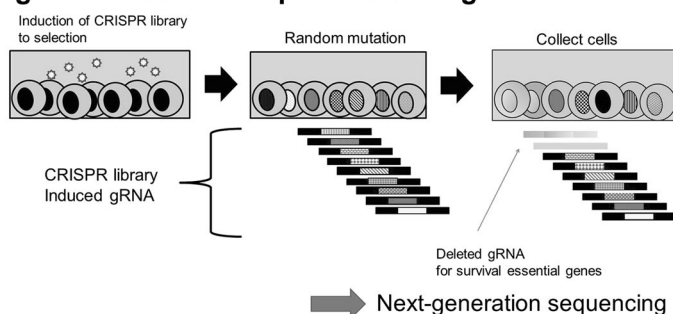 Induction of CRISPR library
to selection
Random mutation
Collect cells
CRISPR library
Induced gRNA
Deleted gRNA
for survival essential genes
Next-generation sequencing